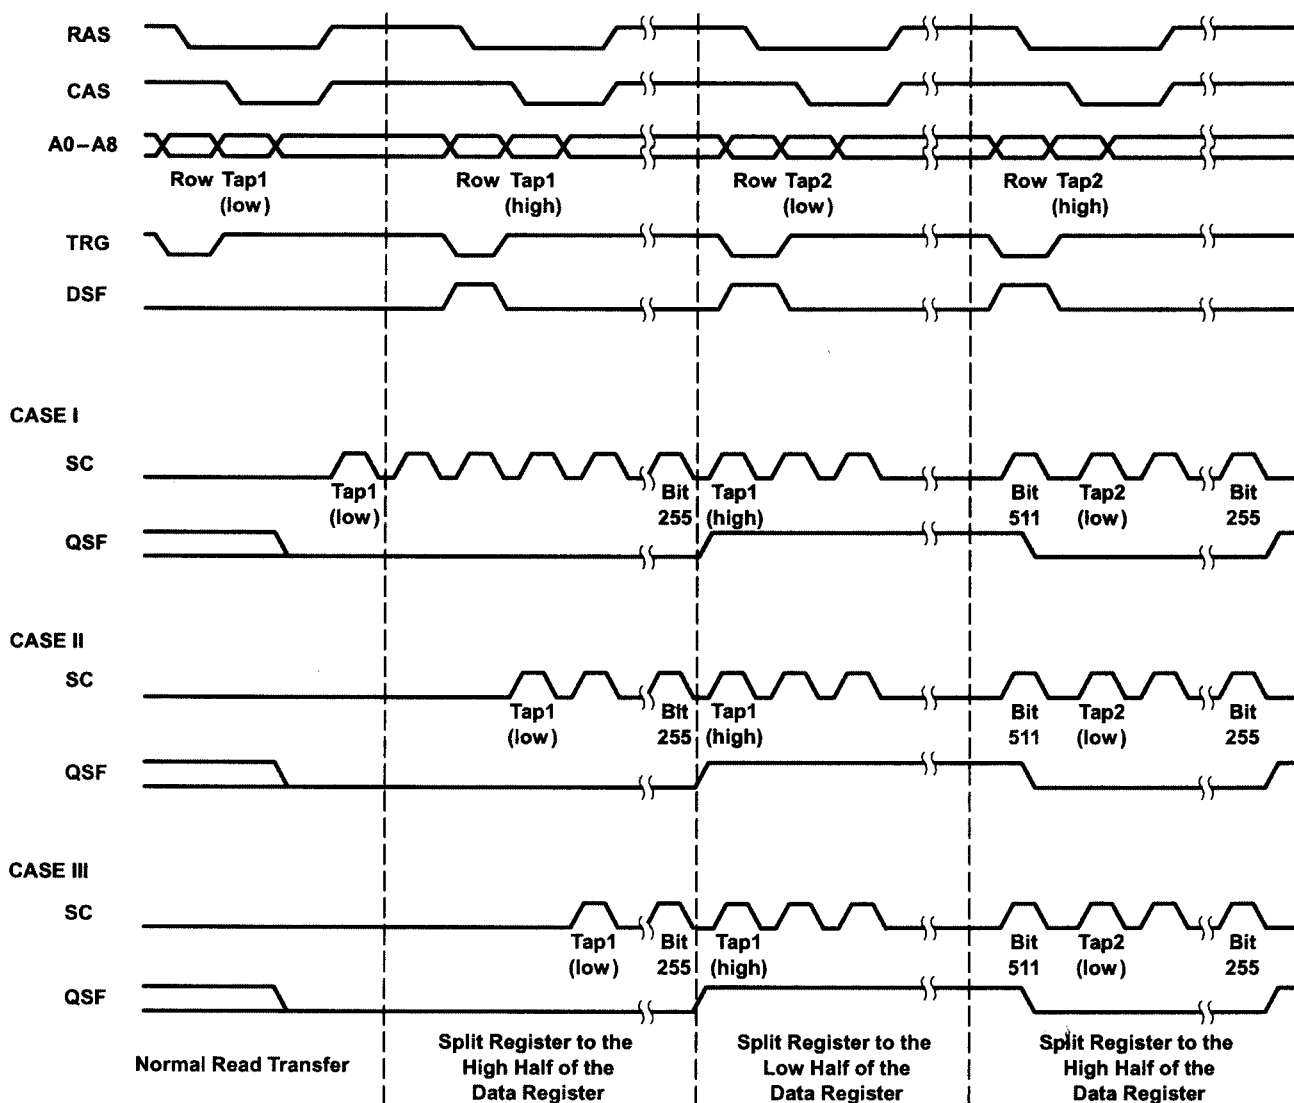 RAS
CAS
A0–A8
Row Tap1 Row Tap1 Row Tap2 Row Tap2
(low) (high) (low) (high)
TRG
DSF
CASE I
SC
Tap1 Bit Tap1 Bit Tap2 Bit
(low) 255 (high) 511 (low) 255
QSF
CASE II
SC
Tap1 Bit Tap1 Bit Tap2 Bit
(low) 255 (high) 511 (low) 255
QSF
CASE III
SC
Tap1 Bit Tap1 Bit Tap2 Bit
(low) 255 (high) 511 (low) 255
QSF
Normal Read Transfer
Split Register to the
High Half of the
Data Register
Split Register to the
Low Half of the
Data Register
Split Register to the
High Half of the
Data Register